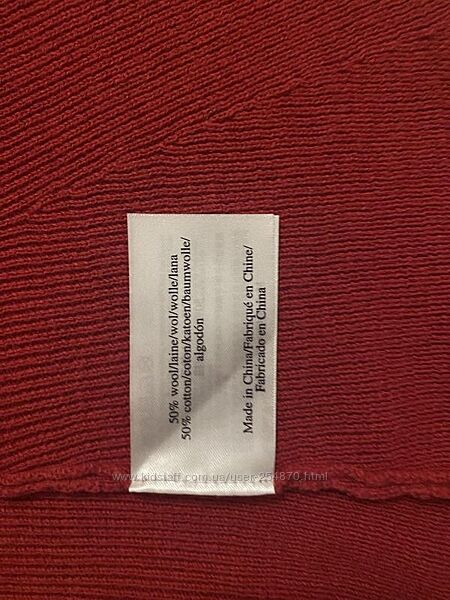 50% wool/laine/wol/wolle/lana
50% cotton/coton/katoen/baumwolle/
algodón
Made in China/Fabriqué en Chine/
Fabricado en China
www.kidstaff.com.ua/user-254870.html